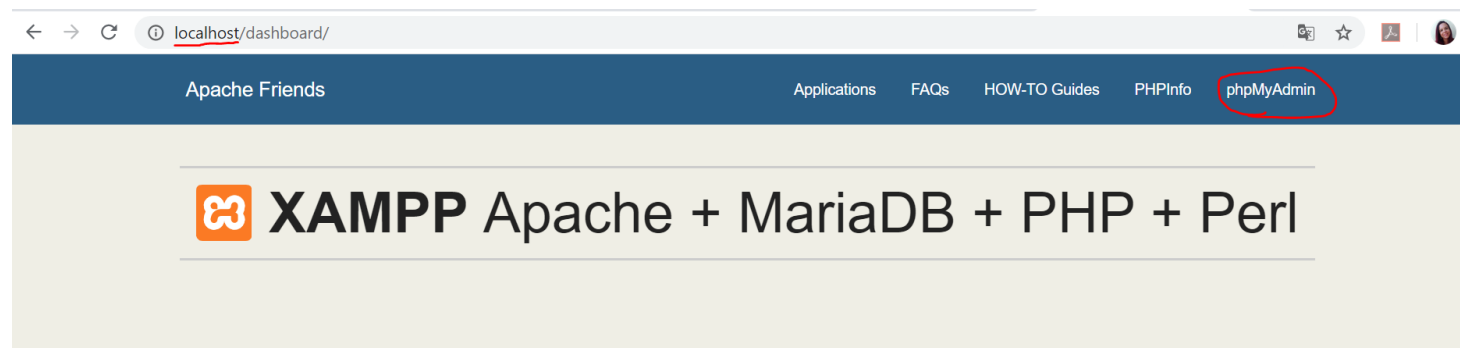 localhost/dashboard/
Apache Friends Applications FAQs HOW-TO Guides PHPInfo phpMyAdmin
XAMPP Apache + MariaDB + PHP + Perl